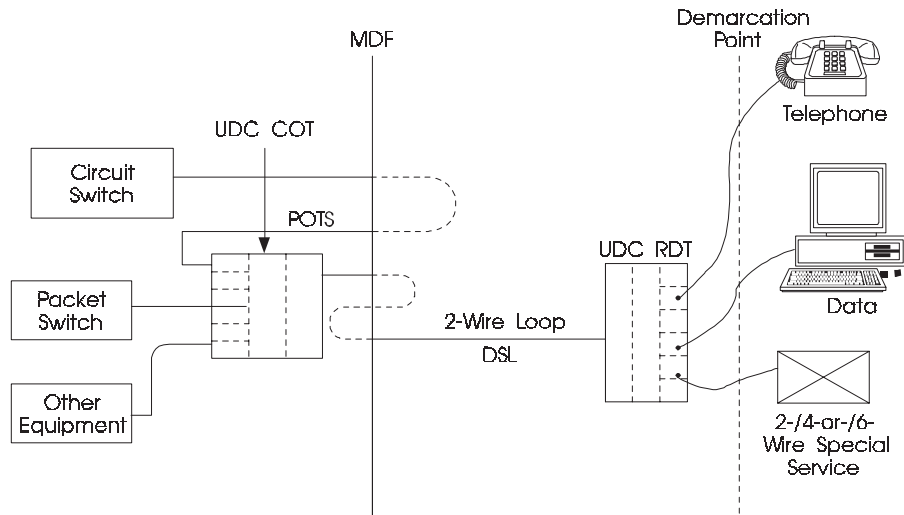 Demarcation
Point
MDF
Telephone
UDC COT
Circuit
Switch
POTS
UDC RDT
Packet
Switch
2-Wire Loop
DSL
Data
Other
Equipment
2-/4-or-/6-
Wire Special
Service